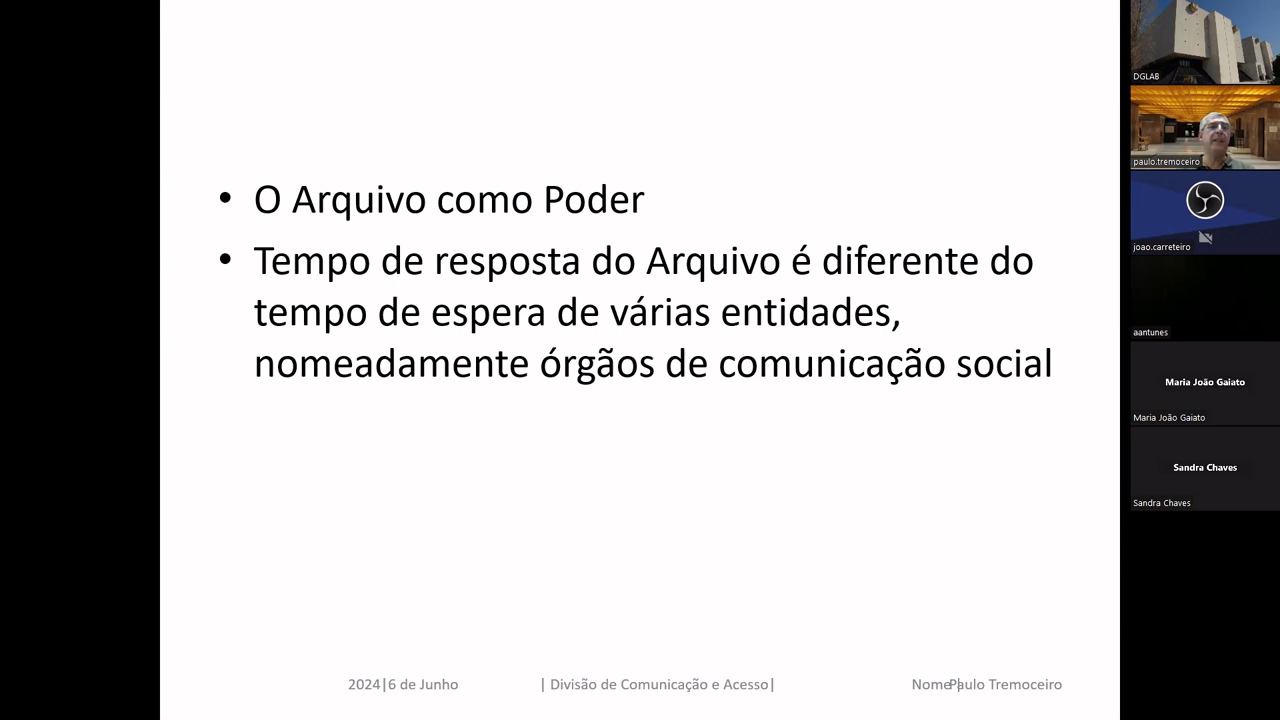 • O Arquivo como Poder
• Tempo de resposta do Arquivo é diferente do
tempo de espera de várias entidades,
nomeadamente órgãos de comunicação social
2024|6 de Junho
| Divisão de Comunicação e Acesso|
Nome| Paulo Tremoceiro
DGLAB
paulo.tremoceiro
joao.carreteiro
aantunes
Maria João Gaiato
Maria João Gaiato
Sandra Chaves
Sandra Chaves